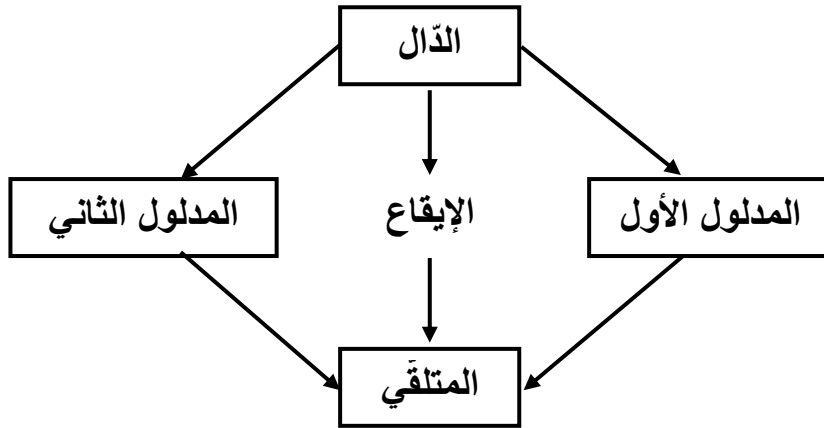 الدّال
المدلول الأول
الإيقاع
المدلول الثاني
المتلقّي